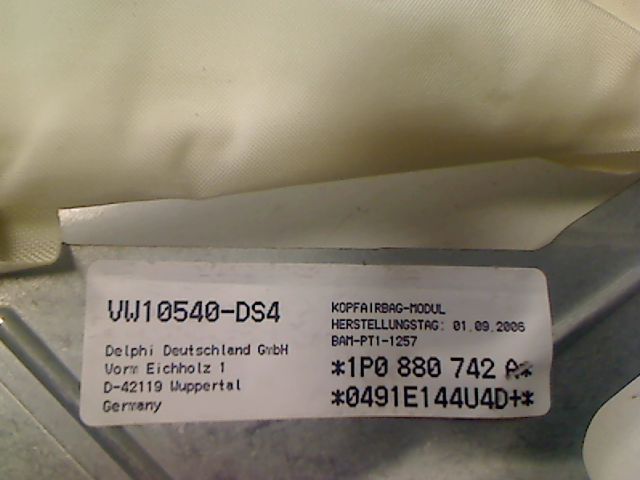 VW10540-DS4
Delphi Deutschland GmbH
Vorm Eichholz 1
D-42119 Wuppertal
Germany
KOPFAIRBAG-MODUL
HERSTELLUNGSTAG: 01.09.2006
BAM-PT1-1257
*1P0 880 742 A*
*0491E144U4D+*